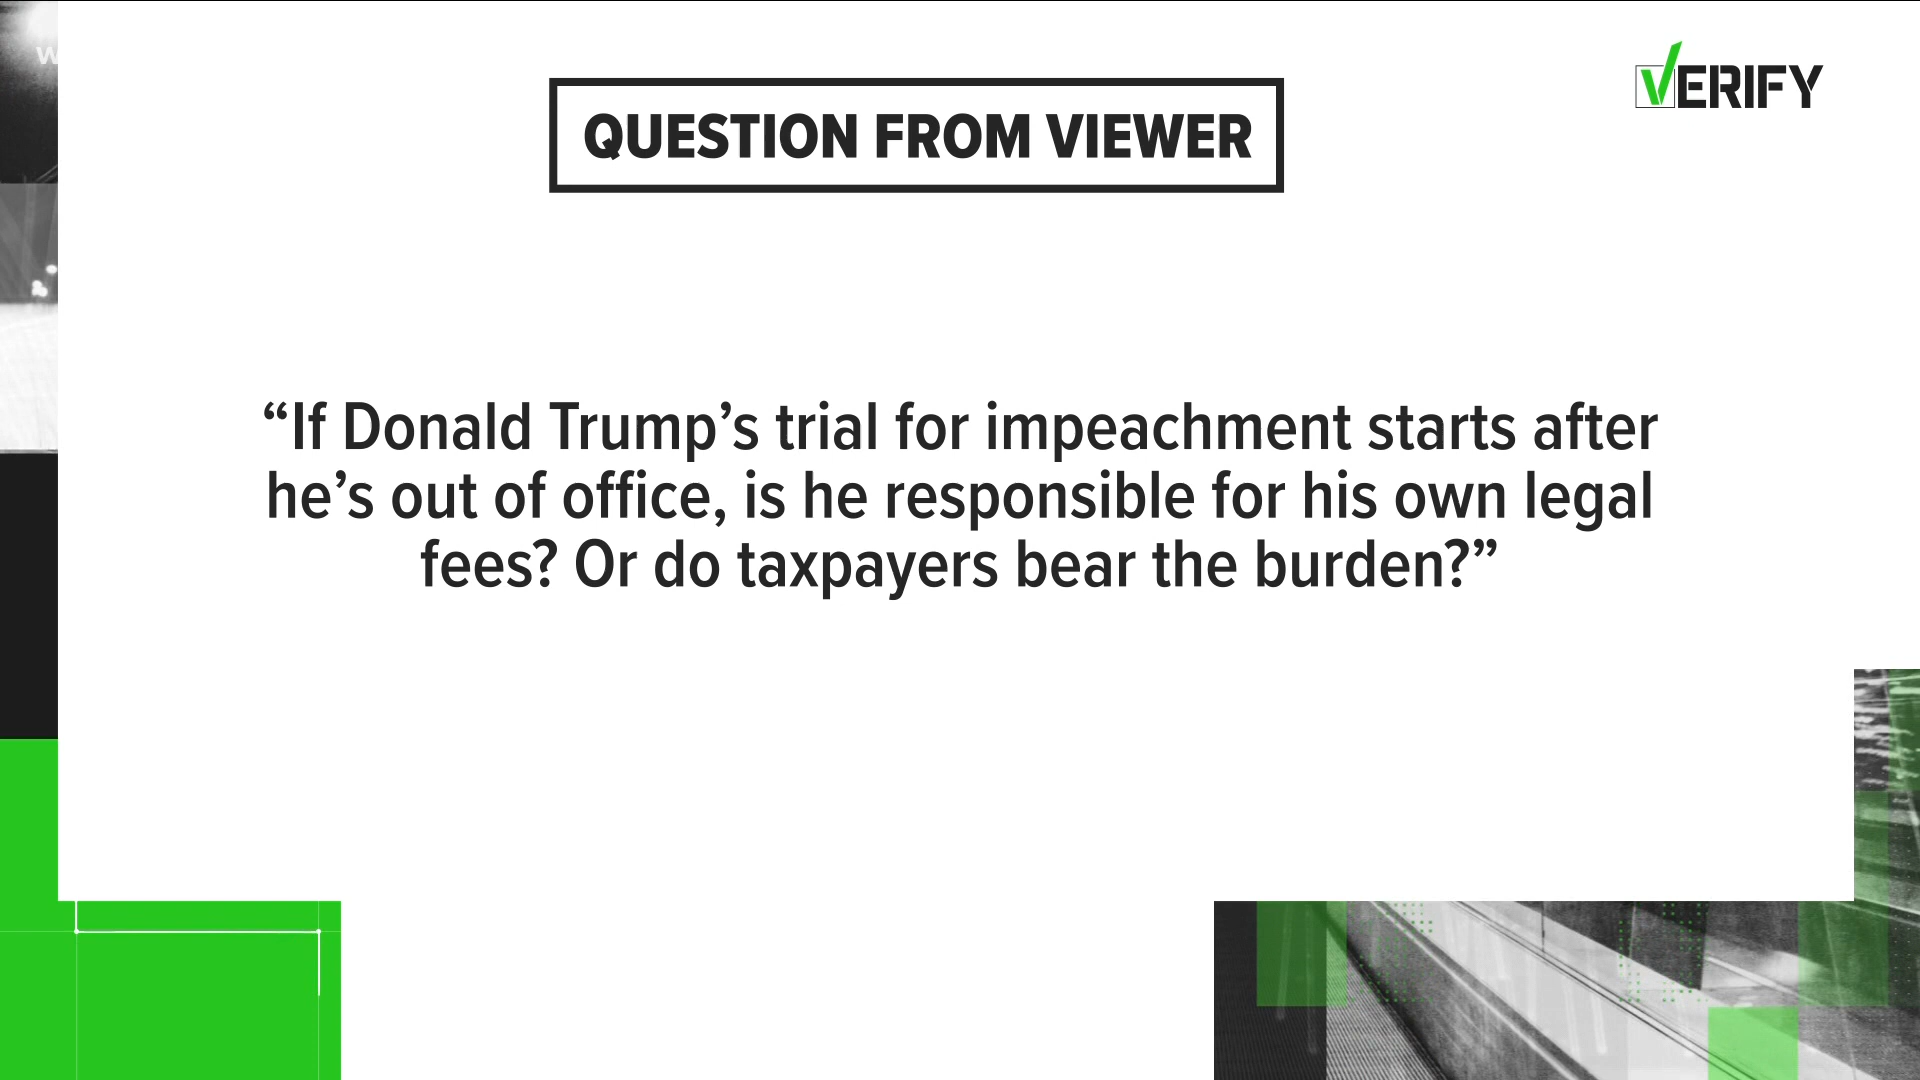 W
VERIFY
QUESTION FROM VIEWER
“If Donald Trump’s trial for impeachment starts after
he’s out of office, is he responsible for his own legal
fees? Or do taxpayers bear the burden?”